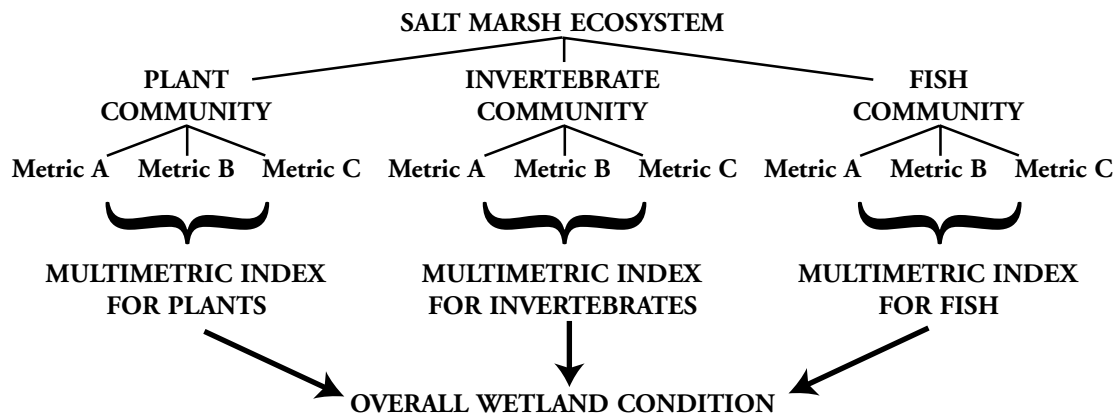 SALT MARSH ECOSYSTEM
PLANT
COMMUNITY
INVERTEBRATE
COMMUNITY
FISH
COMMUNITY
Metric A Metric B Metric C
Metric A Metric B Metric C
Metric A Metric B Metric C
MULTIMETRIC INDEX
FOR PLANTS
MULTIMETRIC INDEX
FOR INVERTEBRATES
MULTIMETRIC INDEX
FOR FISH
OVERALL WETLAND CONDITION